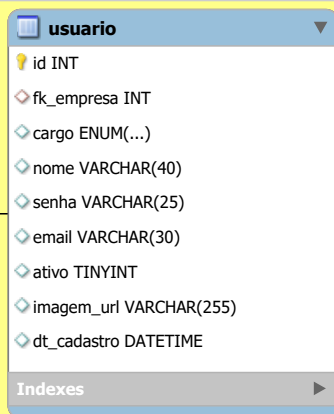 usuario
id INT
fk_empresa INT
cargo ENUM(...)
nome VARCHAR(40)
senha VARCHAR(25)
email VARCHAR(30)
ativo TINYINT
imagem_url VARCHAR(255)
dt_cadastro DATETIME
Indexes